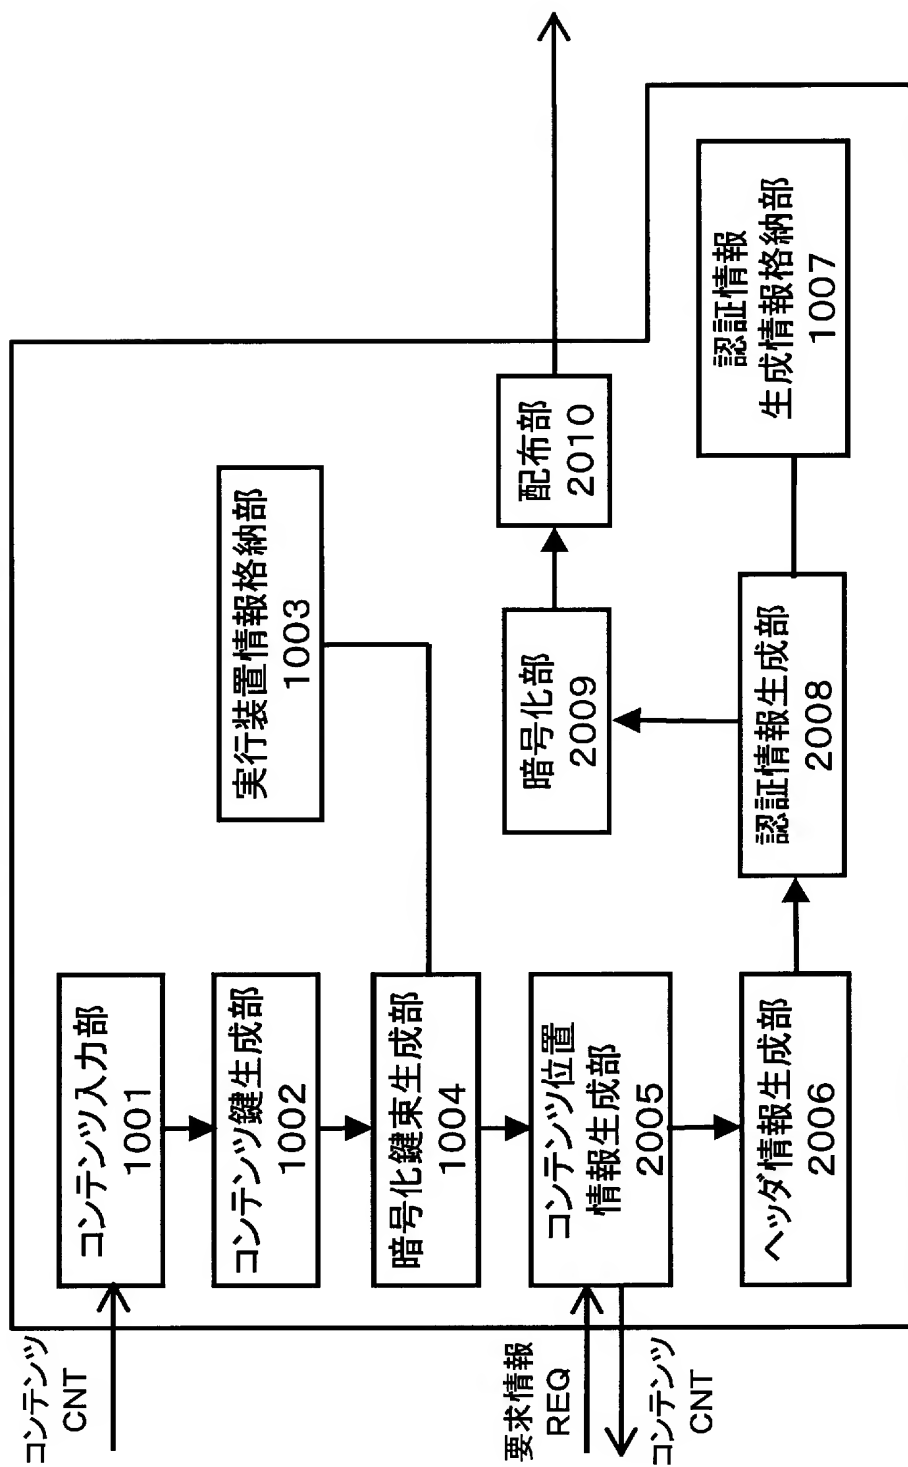 コンテンツ
CNT
コンテンツ入力部
1001
コンテンツ鍵生成部
1002
実行装置情報格納部
1003
暗号化鍵束生成部
1004
要求情報
REQ
コンテンツ
CNT
コンテンツ位置
情報生成部
2005
暗号化部
2009
配布部
2010
ヘッダ情報生成部
2006
認証情報生成部
2008
認証情報
生成情報格納部
1007